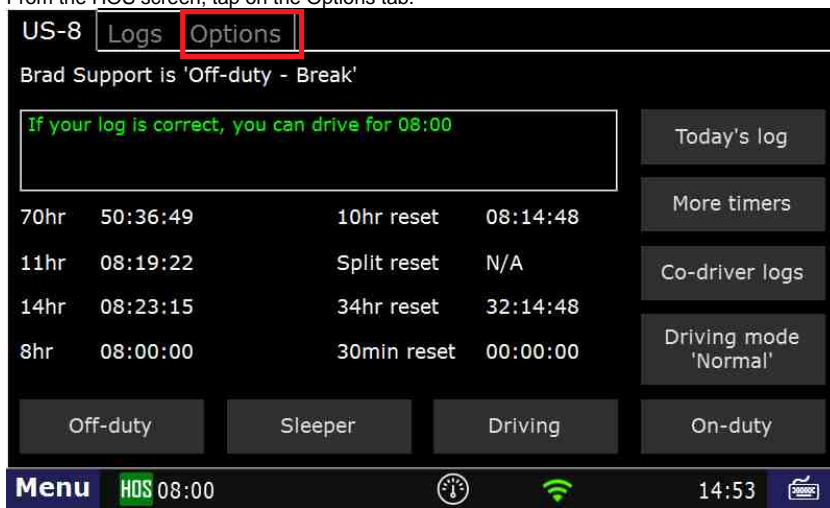 From the HOS screen, tap on the Options tab.
US-8 Logs Options
Brad Support is 'Off-duty - Break'
If your log is correct, you can drive for 08:00
Today's log
More timers
70hr 50:36:49 10hr reset 08:14:48
11hr 08:19:22 Split reset N/A
Co-driver logs
14hr 08:23:15 34hr reset 32:14:48
Driving mode
'Normal'
8hr 08:00:00 30min reset 00:00:00
Off-duty Sleeper Driving On-duty
Menu HOS 08:00 14:53